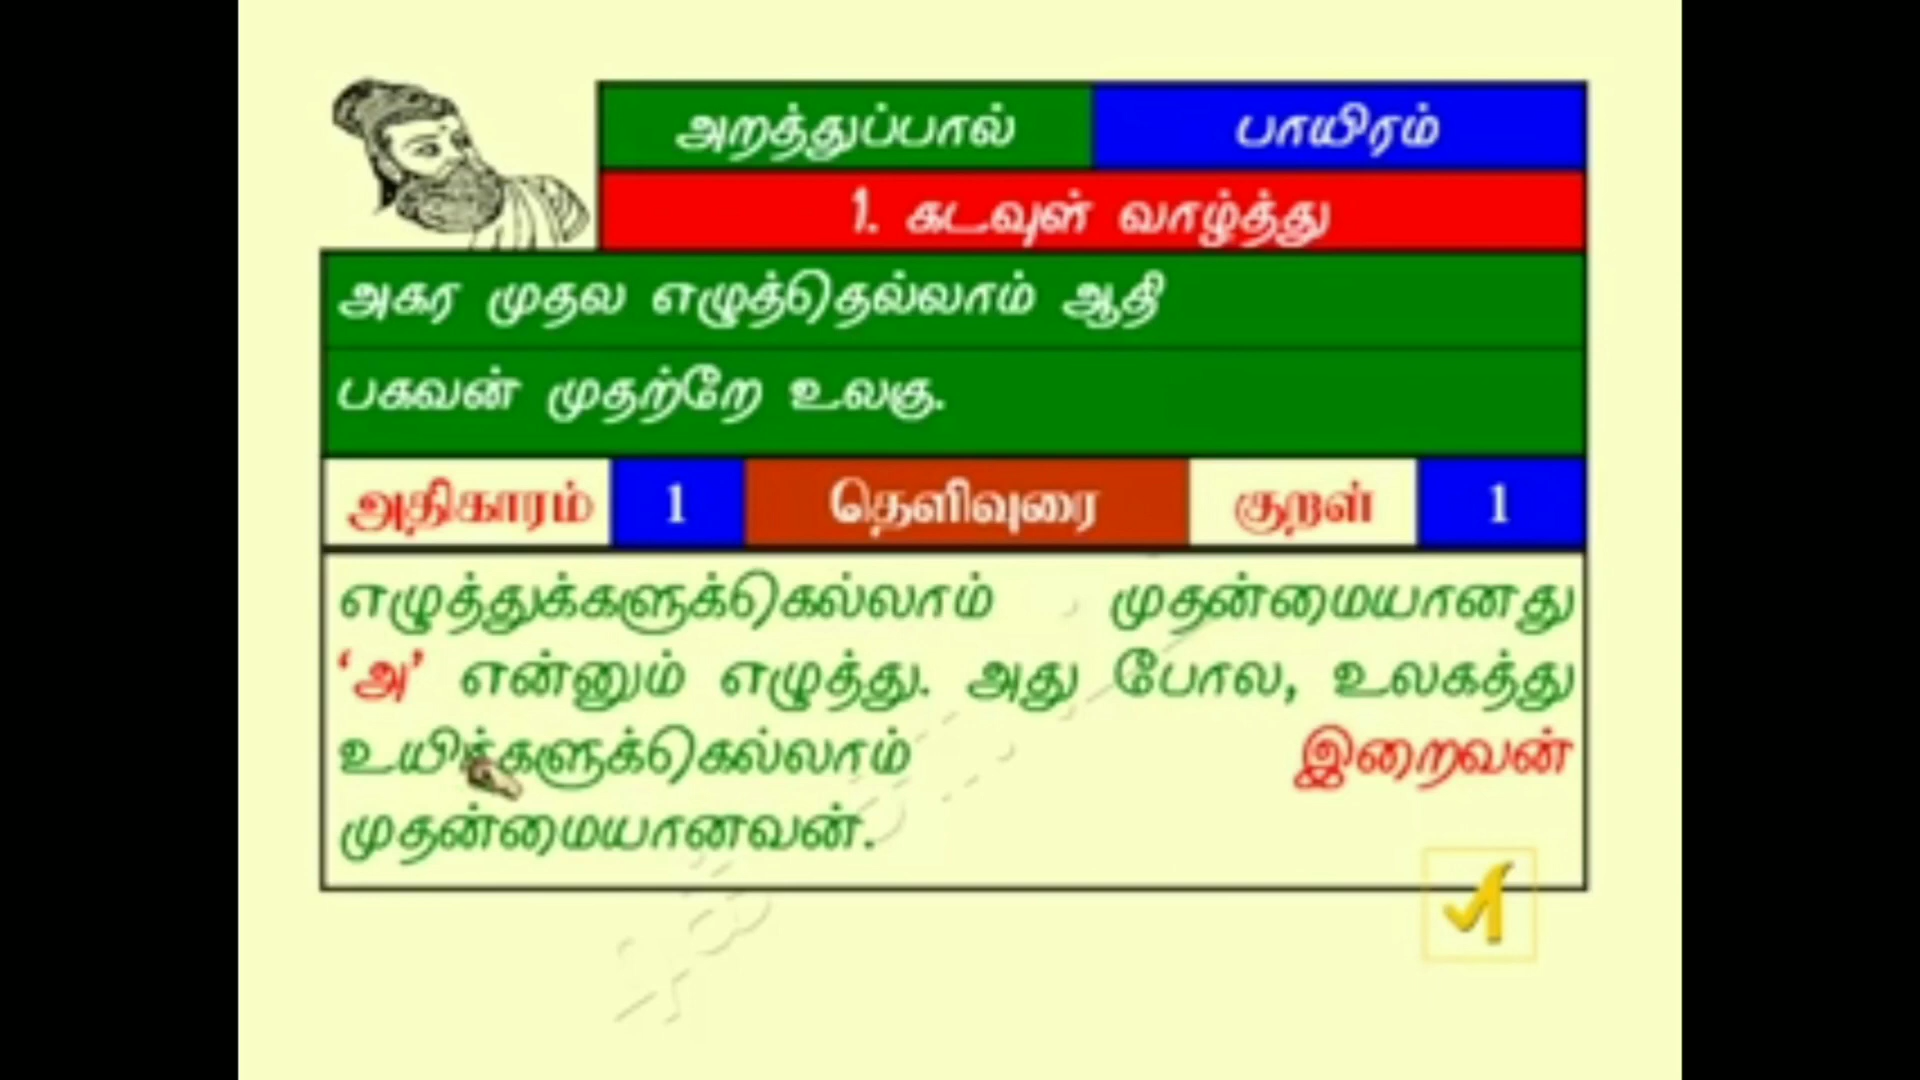 அறத்துப்பால் பாயிரம்
1. கடவுள் வாழ்த்து
அகர முதல எழுத்தெல்லாம் ஆதி
பகவன் முதற்றே உலகு.
அதிகாரம் 1 தெளிவுரை குறள் 1
எழுத்துக்களுக்கெல்லாம் முதன்மையானது
‘அ’ என்னும் எழுத்து. அது போல, உலகத்து
உயிர்களுக்கெல்லாம் இறைவன்
முதன்மையானவன்.